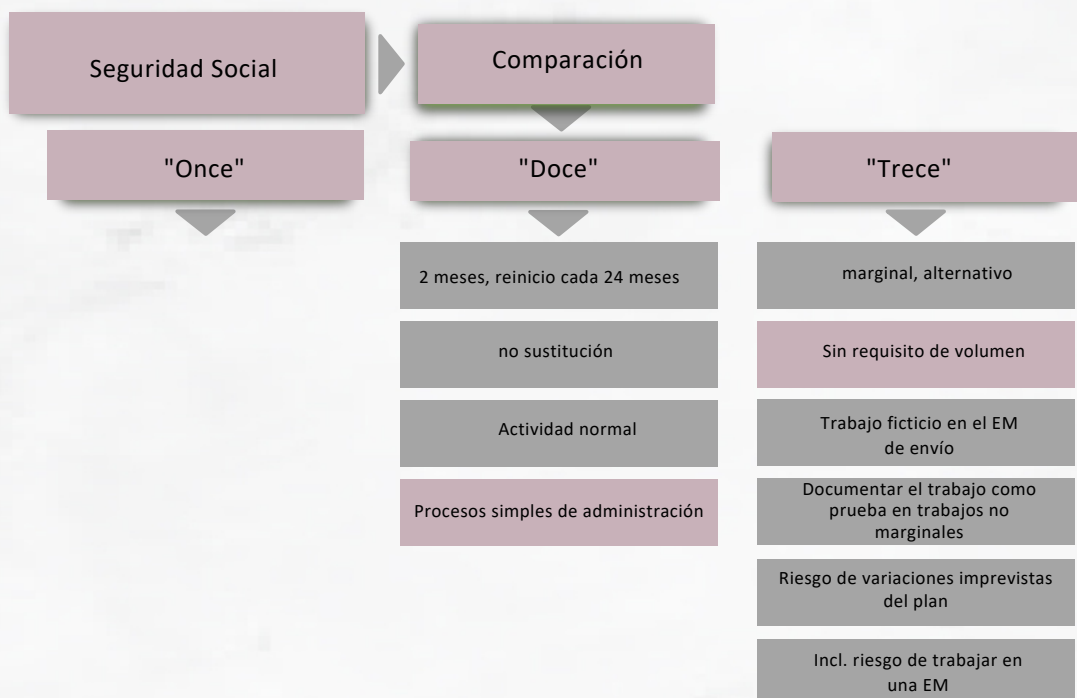 Seguridad Social
Comparación
"Once"
"Doce"
"Trece"
2 meses, reinicio cada 24 meses
no sustitución
Actividad normal
Procesos simples de administración
marginal, alternativo
Sin requisito de volumen
Trabajo ficticio en el EM
de envío
Documentar el trabajo como
prueba en trabajos no
marginales
Riesgo de variaciones imprevistas
del plan
Incl. riesgo de trabajar en
una EM